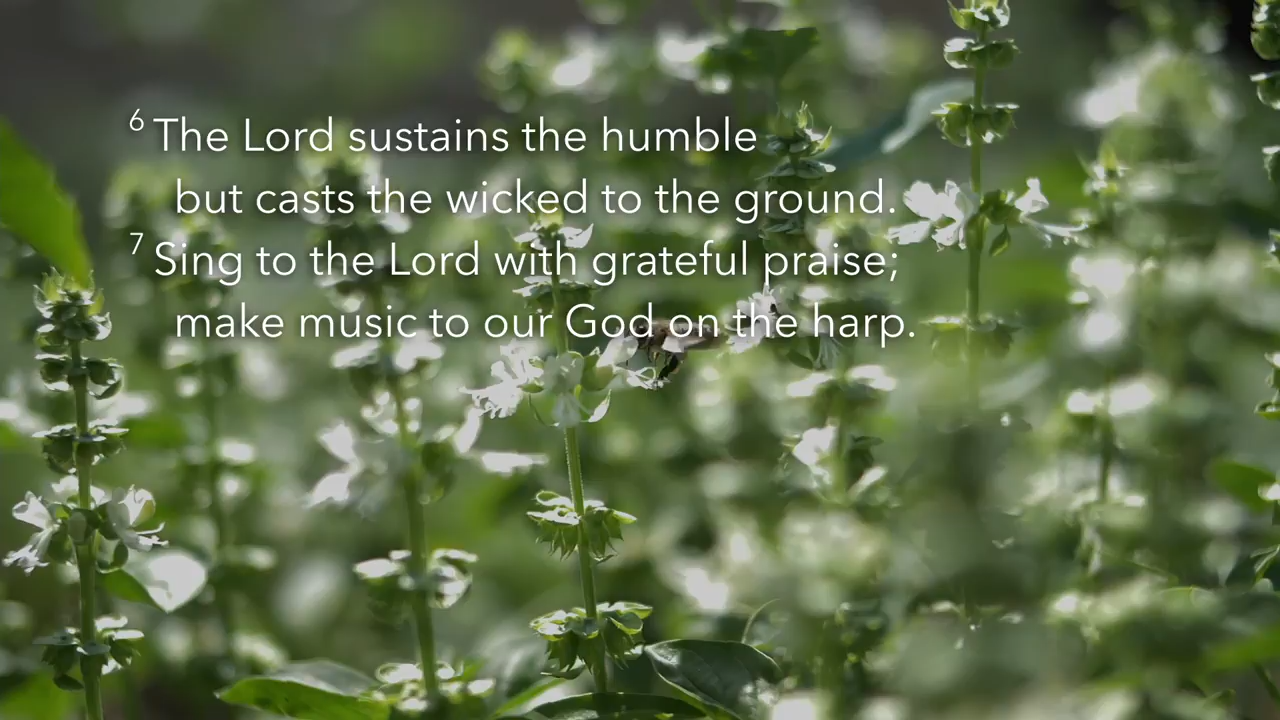 6 The Lord sustains the humble
but casts the wicked to the ground.
7 Sing to the Lord with grateful praise;
make music to our God on the harp.